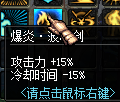 爆炎·波 剑
攻击力 +15%
冷却时间 -15%
<请点击鼠标右键>